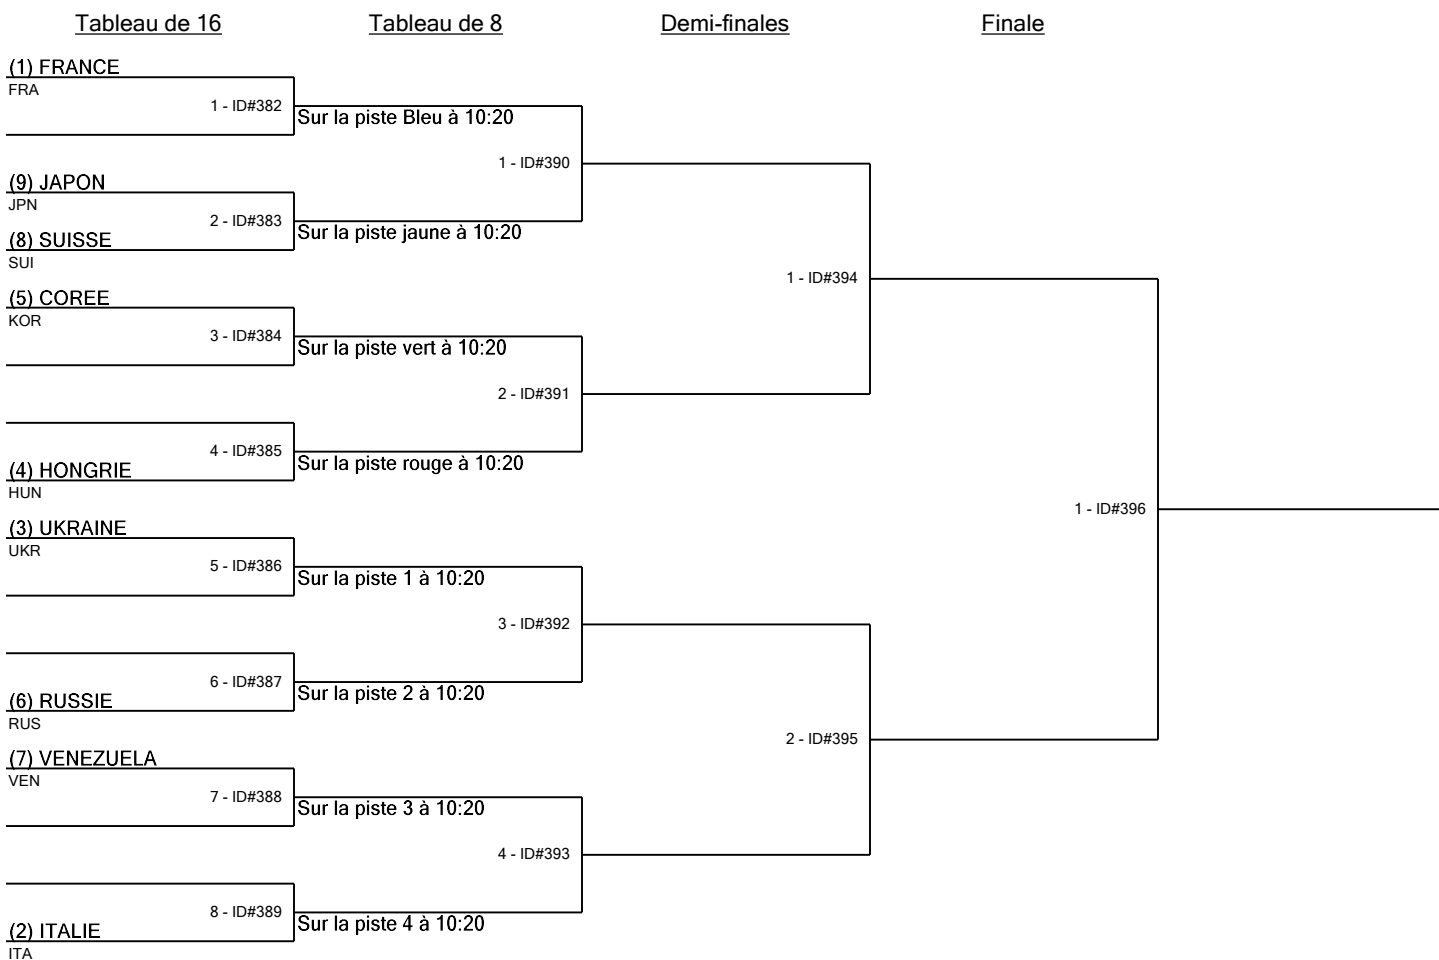 Tableau de 16 Tableau de 8 Demi-finales Finale
(1) FRANCE
FRA
1 - ID#382
Sur la piste Bleu à 10:20
1 - ID#390
(9) JAPON
JPN
2 - ID#383
Sur la piste jaune à 10:20
(8) SUISSE
SUI
1 - ID#394
(5) COREE
KOR
3 - ID#384
Sur la piste vert à 10:20
2 - ID#391
4 - ID#385
Sur la piste rouge à 10:20
(4) HONGRIE
HUN
1 - ID#396
(3) UKRAINE
UKR
5 - ID#386
Sur la piste 1 à 10:20
3 - ID#392
6 - ID#387
Sur la piste 2 à 10:20
(6) RUSSIE
RUS
2 - ID#395
(7) VENEZUELA
VEN
7 - ID#388
Sur la piste 3 à 10:20
4 - ID#393
8 - ID#389
Sur la piste 4 à 10:20
(2) ITALIE
ITA